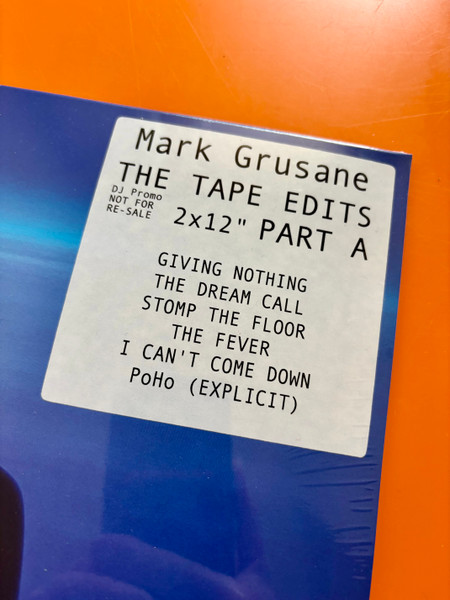 Mark Grusane
THE TAPE EDITS
DJ Promo
NOT FOR
RE-SALE
2x12" PART A
GIVING NOTHING
THE DREAM CALL
STOMP THE FLOOR
THE FEVER
I CAN'T COME DOWN
PoHo (EXPLICIT)